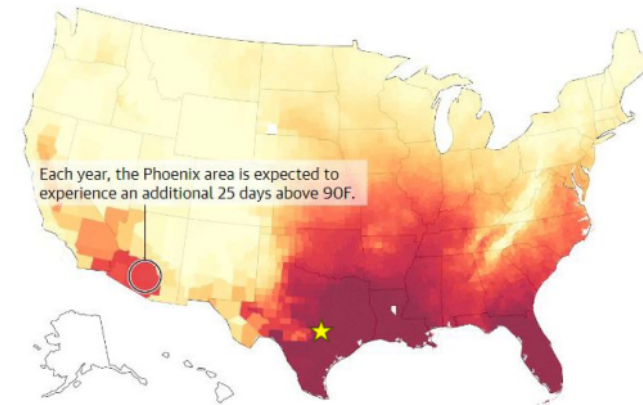 Each year, the Phoenix area is expected to
experience an additional 25 days above 90F.